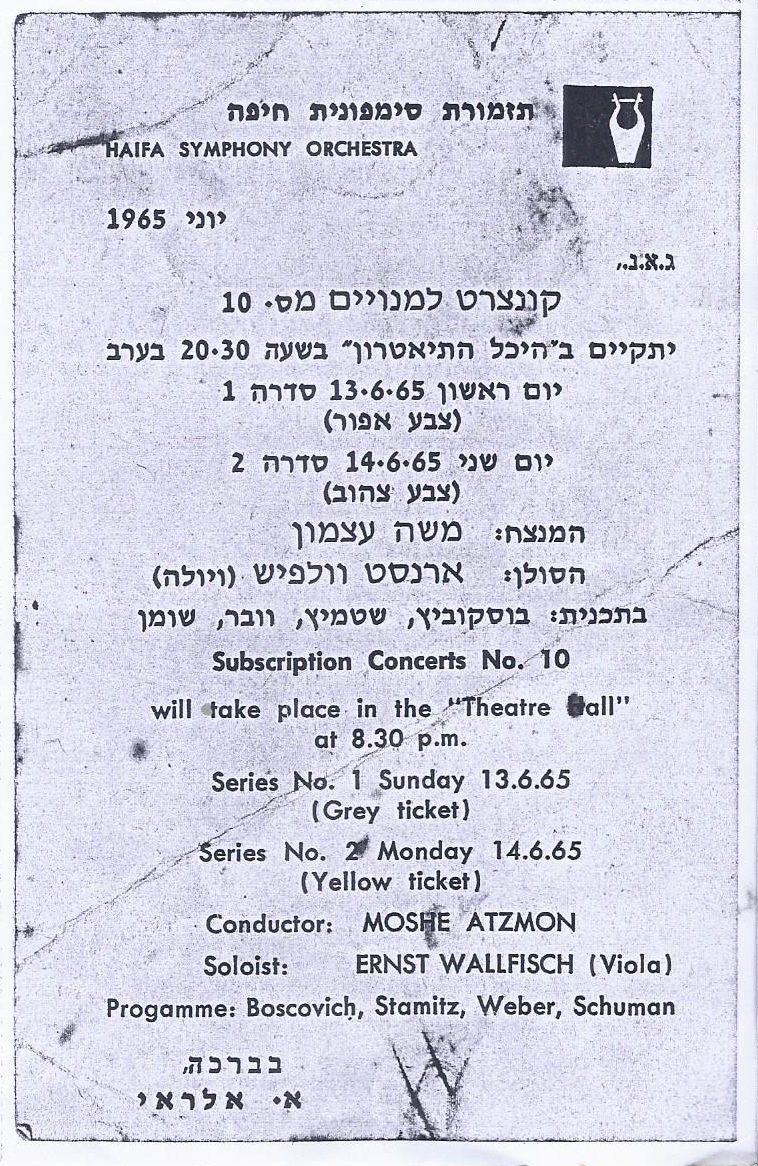 תזמורת סימפונית חיפה
HAIFA SYMPHONY ORCHESTRA
יוני 1965
ג.א.נ.,
קונצרט למנויים מס. 10
יתקיים ב"היכל התיאטרון" בשעה 20.30 בערב
יום ראשון 13.6.65 סדרה 1
(צבע אפור)
יום שני 14.6.65 סדרה 2
(צבע צהוב)
המנצח: משה עצמון
הסולן: ארנסט וולפיש (ויולה)
בתכנית: בוסקוביץ, שטמיץ, וובר, שומן
Subscription Concerts No. 10
will take place in the "Theatre Hall"
at 8.30 p.m.
Series No. 1 Sunday 13.6.65
(Grey ticket)
Series No. 2 Monday 14.6.65
(Yellow ticket)
Conductor: MOSHE ATZMON
Soloist: ERNST WALLFISCH (Viola)
Progamme: Boscovich, Stamitz, Weber, Schuman
בברכה,
א. אלראי